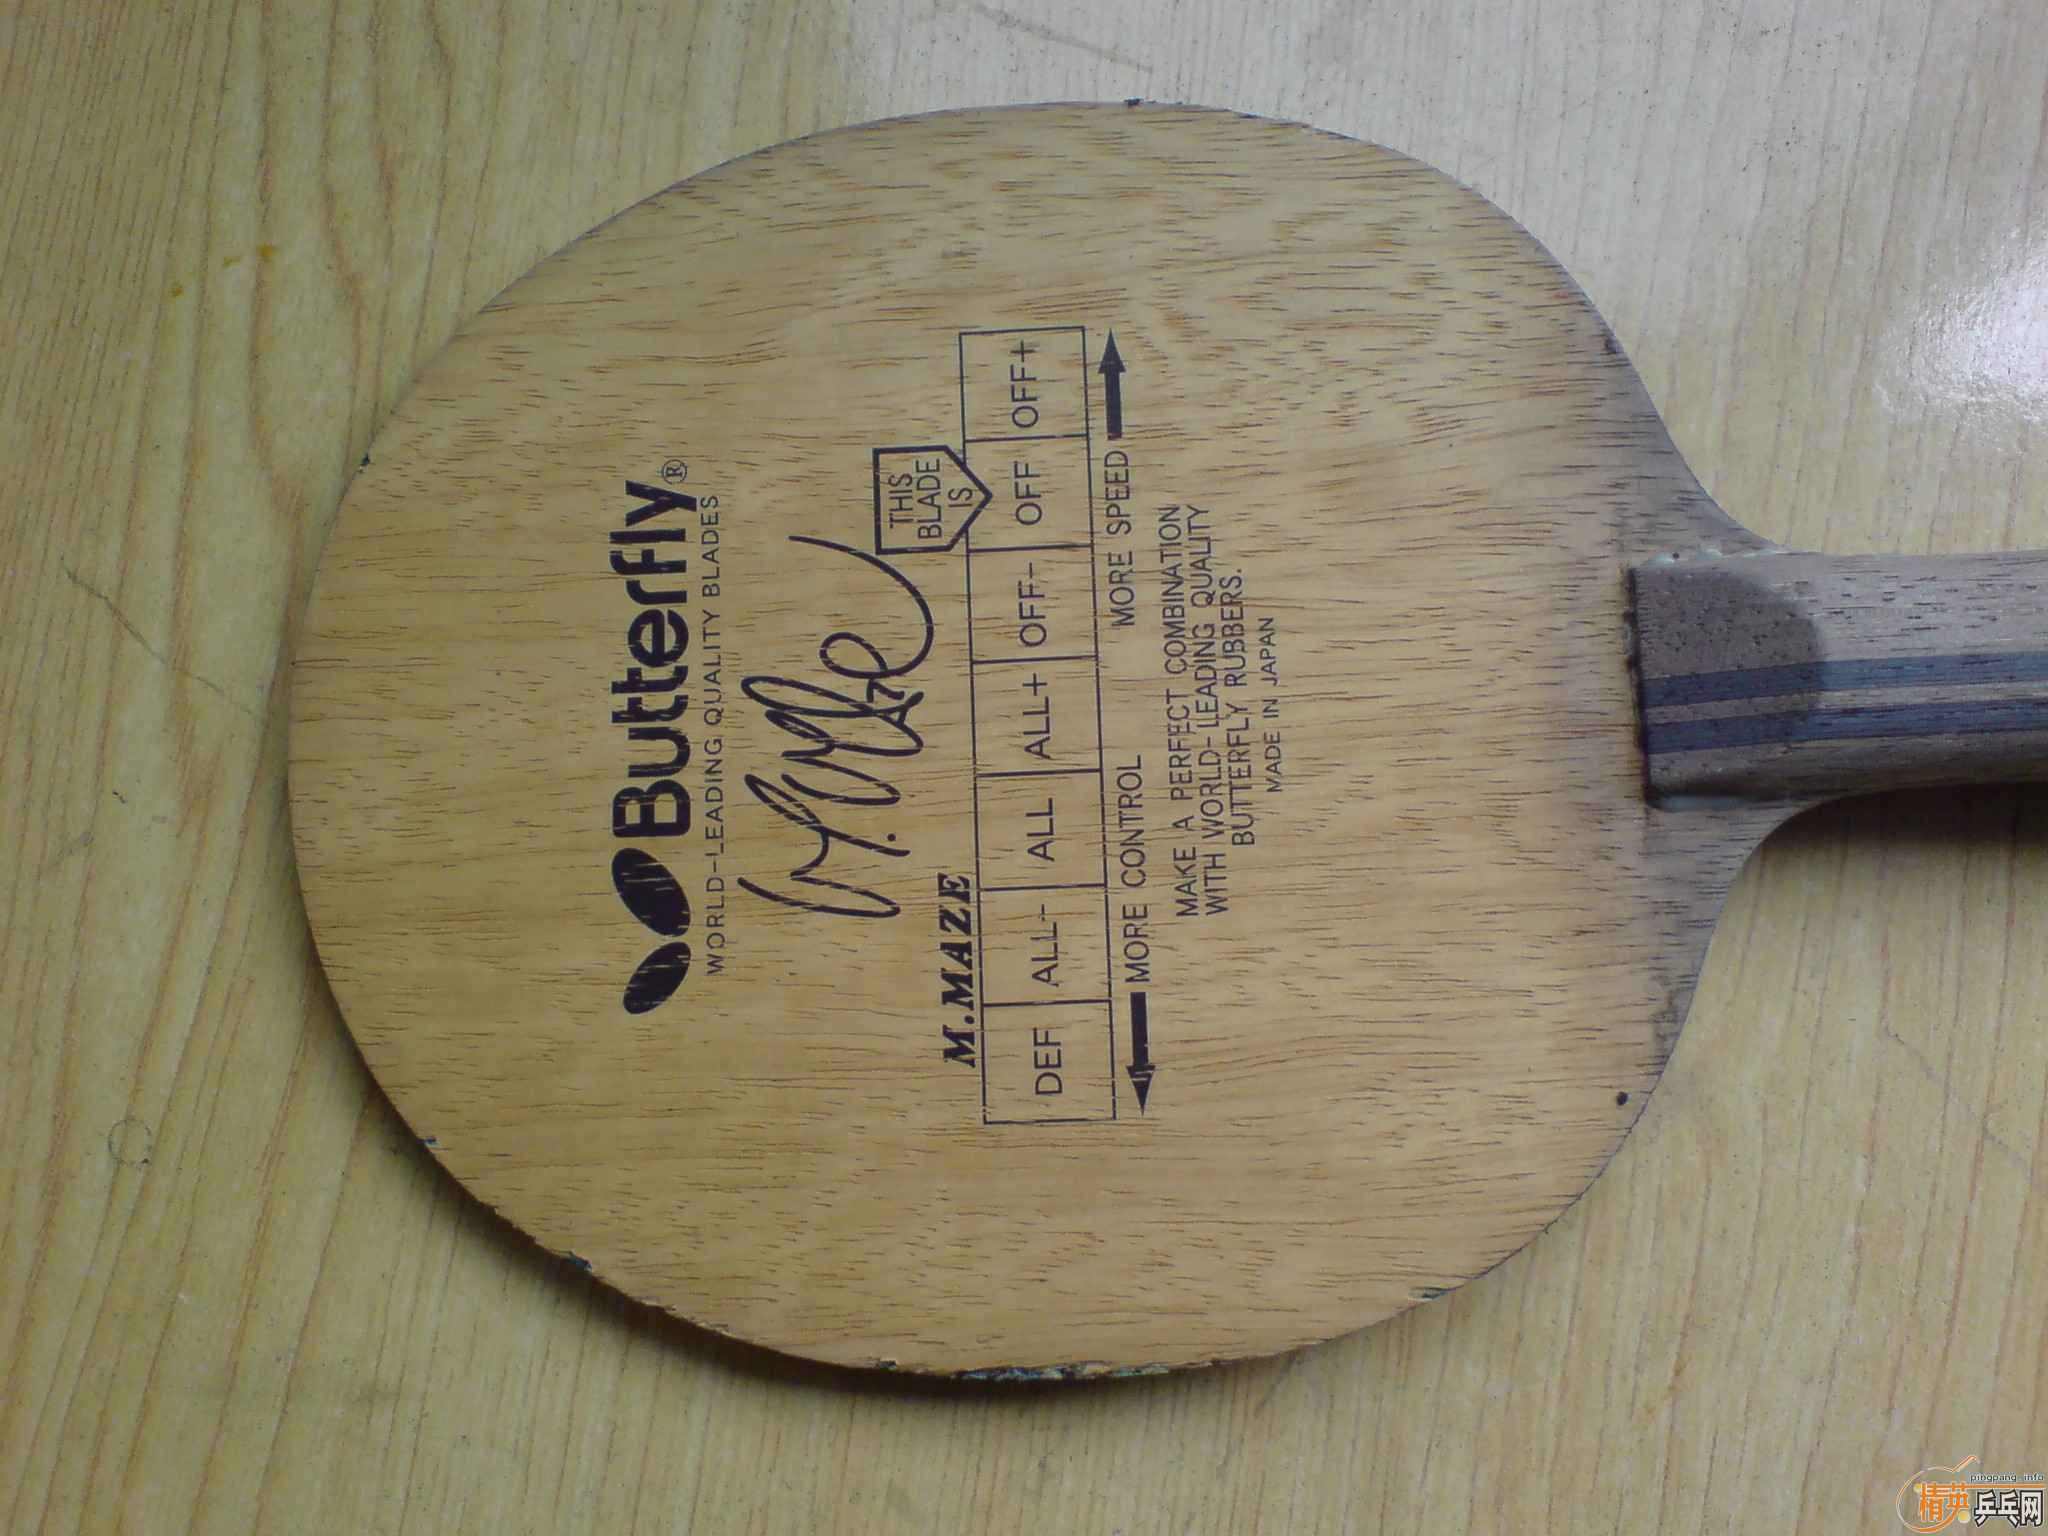 Butterfly®
WORLD-LEADING QUALITY BLADES
THIS
BLADE
IS
M.MAZE
DEF ALL- ALL ALL+ OFF- OFF OFF+
MORE CONTROL MORE SPEED
MAKE A PERFECT COMBINATION
WITH WORLD-LEADING QUALITY
BUTTERFLY RUBBERS.
MADE IN JAPAN
pingpang.info
精英乒乓网